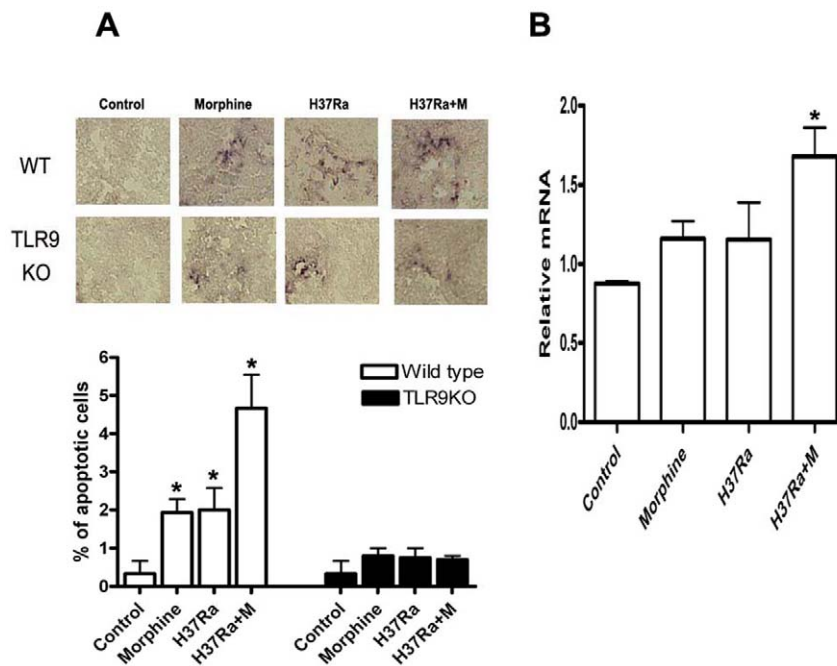 A
Control Morphine H37Ra H37Ra+M
WT
TLR9
KO
% of apoptotic cells
6
5
4
3
2
1
0
* * * *
Wild type
TLR9KO
Control Morphine H37Ra H37Ra+M Control Morphine H37Ra H37Ra+M
B
Relative mRNA
2.0
1.5
1.0
0.5
0.0
*
Control Morphine H37Ra H37Ra+M